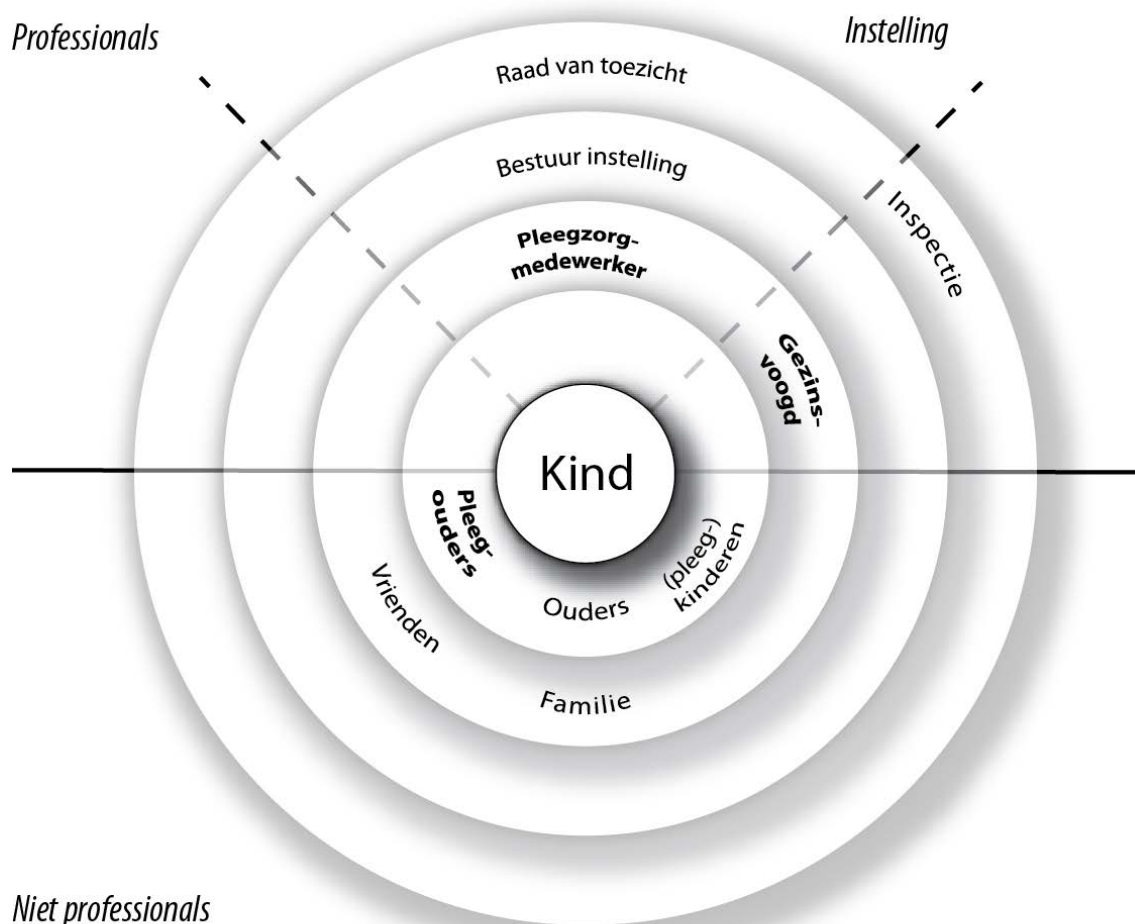 Professionals
Instelling
Raad van toezicht
Bestuur instelling
Pleegzorg-
medewerker
Inspectie
Gezins-
voogd
Kind
Pleeg-
ouders
(pleeg-)
kinderen
Ouders
Vrienden
Familie
Niet professionals